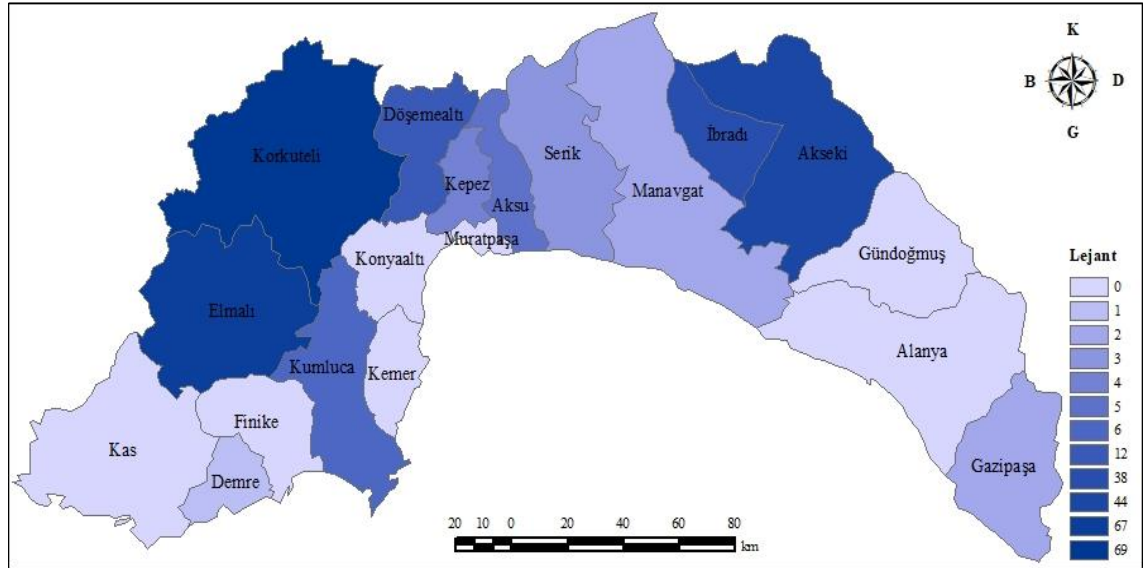 K
B
D
G
Döşemealtı
Korkuteli
Kepez
Aksu
Serik
Manavgat
İbradı
Akseki
Muratpaşa
Konyaaltı
Gündoğmuş
Elmalı
Kumluca
Kemer
Alanya
Kas
Finike
Demre
Gazipaşa
Lejant
0
1
2
3
4
5
6
12
38
44
67
69
20 10 0 20 40 60 80
km